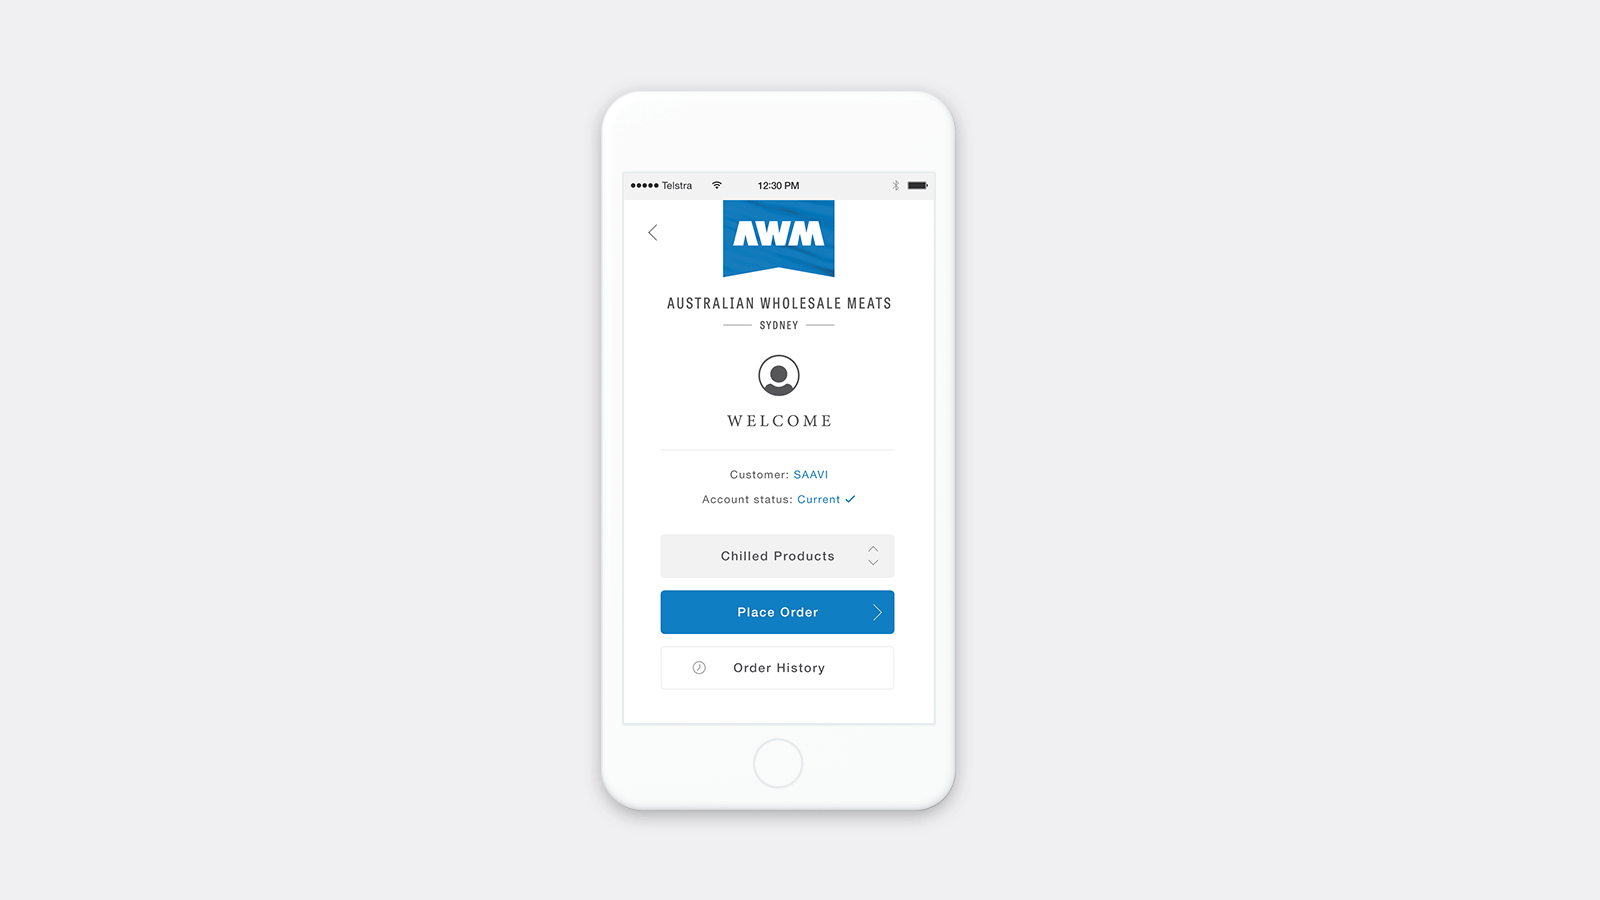 Telstra 12:30 PM
AWM
AUSTRALIAN WHOLESALE MEATS
SYDNEY
WELCOME
Customer: SAAVI
Account status: Current
Chilled Products
Place Order
Order History